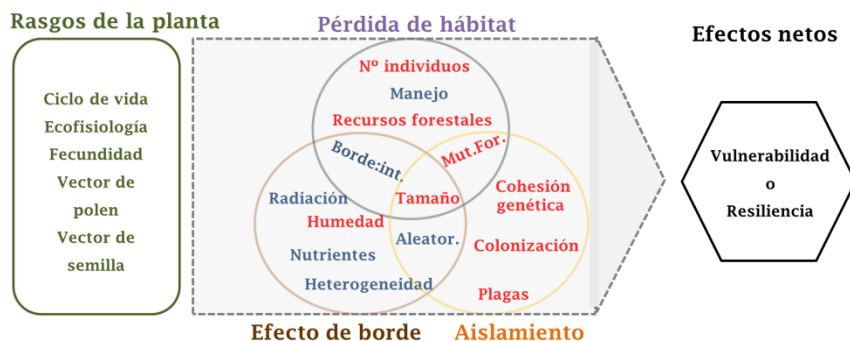 Rasgos de la planta
Ciclo de vida
Ecofisiología
Fecundidad
Vector de
polen
Vector de
semilla
Pérdida de hábitat
Nº individuos
Manejo
Recursos forestales
Borde:int.
Mut.For.
Radiación
Tamaño
Cohesión
genética
Humedad
Aleator.
Colonización
Nutrientes
Heterogeneidad
Plagas
Efecto de borde
Aislamiento
Efectos netos
Vulnerabilidad
o
Resiliencia